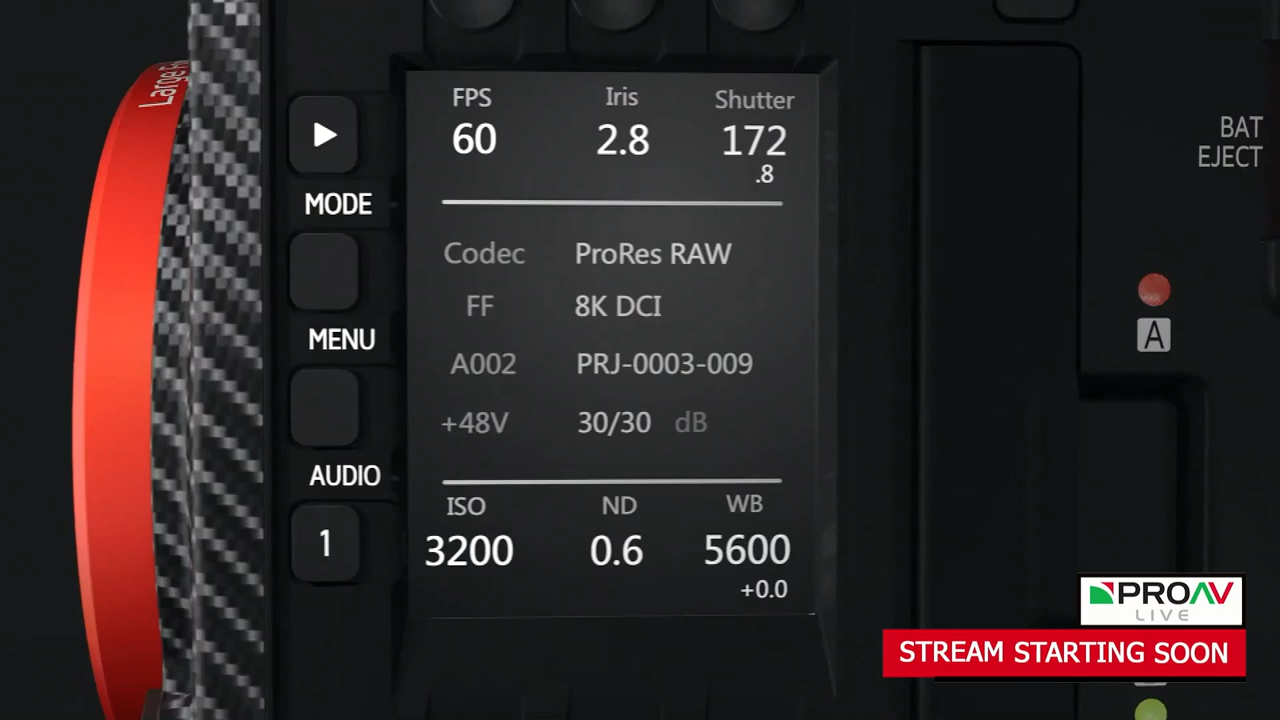 Large F
FPS Iris Shutter
60 2.8 172
.8
MODE
Codec ProRes RAW
FF 8K DCI
MENU
A002 PRJ-0003-009
+48V 30/30 dB
AUDIO
ISO ND WB
1 3200 0.6 5600
+0.0
BAT
EJECT
A
PROAV
LIVE
STREAM STARTING SOON